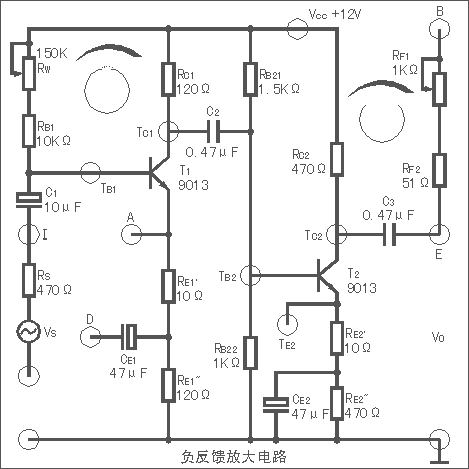 B
Vcc +12V
150K
Rw
RC1
120Ω
RB21
1.5KΩ
RF1
1KΩ
RB1
10KΩ
C2
0.47μF
TC1
RC2
470Ω
RF2
51Ω
TB1
T1
9013
C1
10μF
A
C3
0.47μF
I
TC2
E
Rs
470Ω
RE1'
10Ω
TB2
T2
9013
Vs
D
TE2
CE1
47μF
RB22
1KΩ
RE2'
10Ω
Vo
RE1"
120Ω
CE2
47μF
RE2"
470Ω
负反馈放大电路